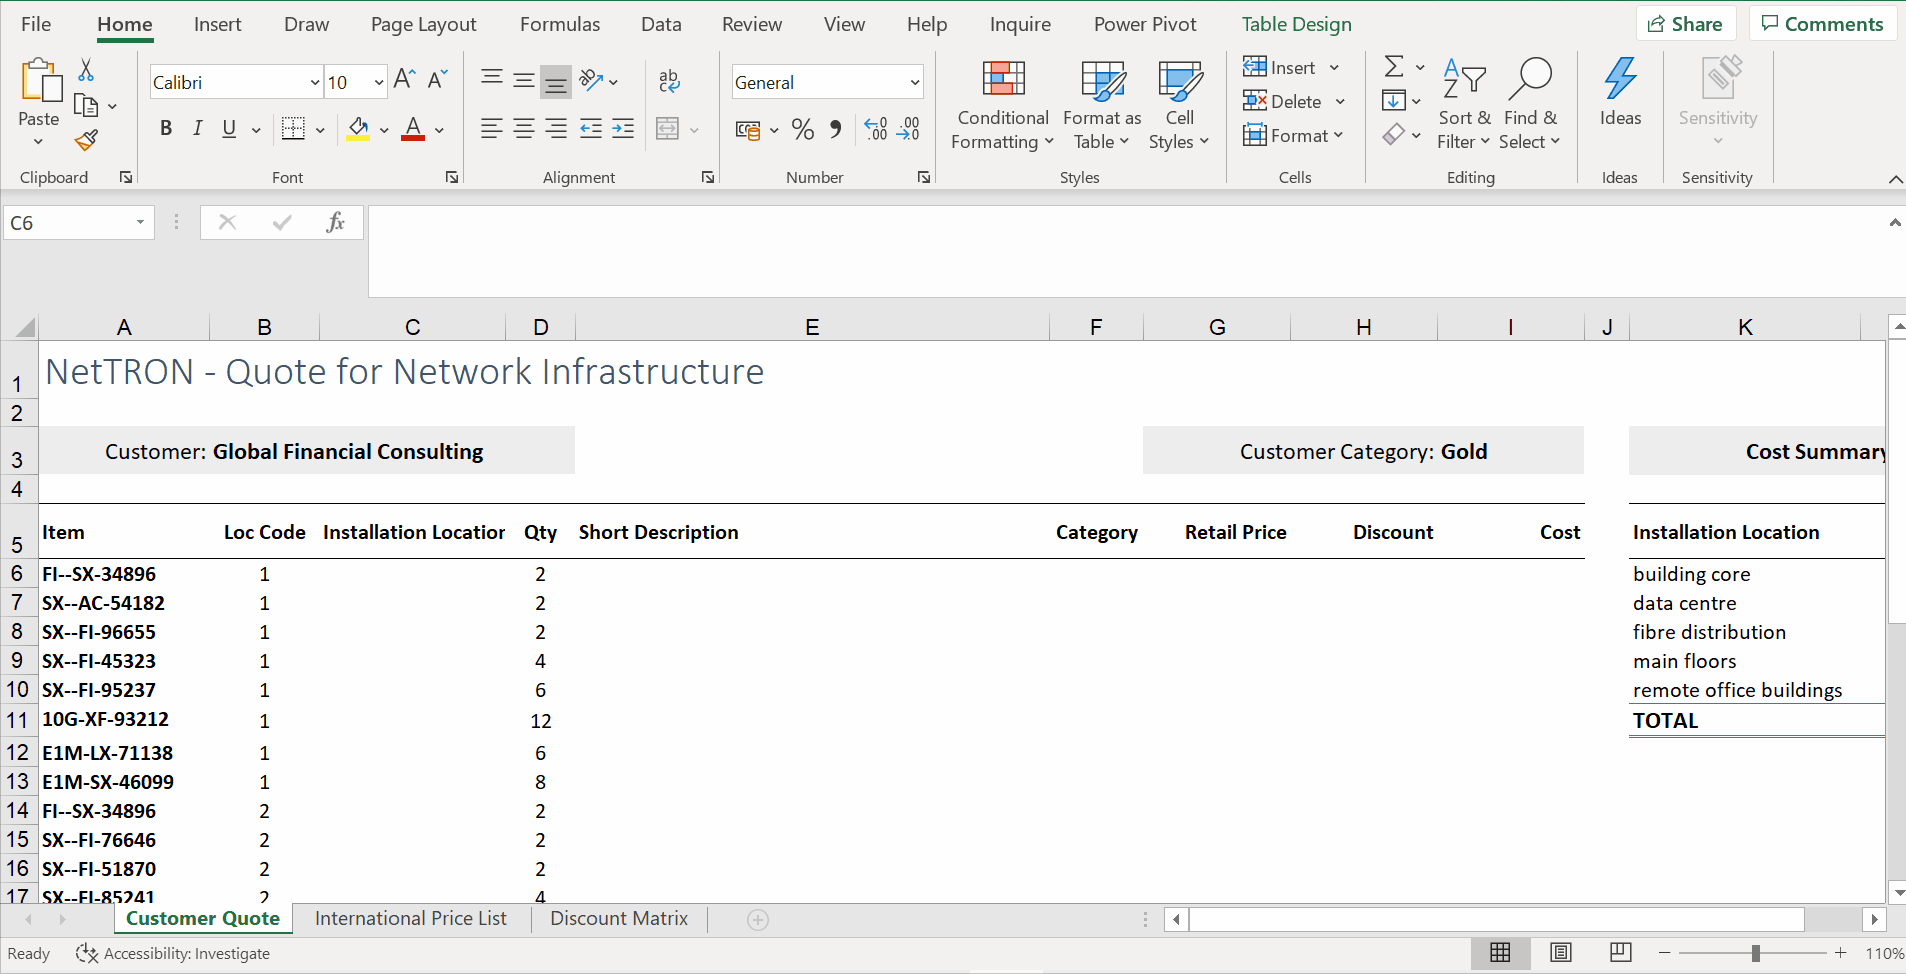 File Home Insert Draw Page Layout Formulas Data Review View Help Inquire Power Pivot Table Design Share Comments
Calibri 10 A A ab General Insert Σ A Z
Paste B I U A % .00 .00 Conditional Formatting Format as Table Cell Styles Delete Format Sort & Filter Find & Select Ideas Sensitivity
Clipboard Font Alignment Number Styles Cells Editing Ideas Sensitivity
C6 fx
A B C D E F G H I J K
1 NetTRON - Quote for Network Infrastructure
2
3 Customer: Global Financial Consulting Customer Category: Gold Cost Summary
4
5 Item Loc Code Installation Location Qty Short Description Category Retail Price Discount Cost Installation Location
6 FI--SX-34896 1 2 building core
7 SX--AC-54182 1 2 data centre
8 SX--FI-96655 1 2 fibre distribution
9 SX--FI-45323 1 4 main floors
10 SX--FI-95237 1 6 remote office buildings
11 10G-XF-93212 1 12 TOTAL
12 E1M-LX-71138 1 6
13 E1M-SX-46099 1 8
14 FI--SX-34896 2 2
15 SX--FI-76646 2 2
16 SX--FI-51870 2 2
17 SX--FI-85241 2 4
Customer Quote International Price List Discount Matrix
Ready Accessibility: Investigate 110%